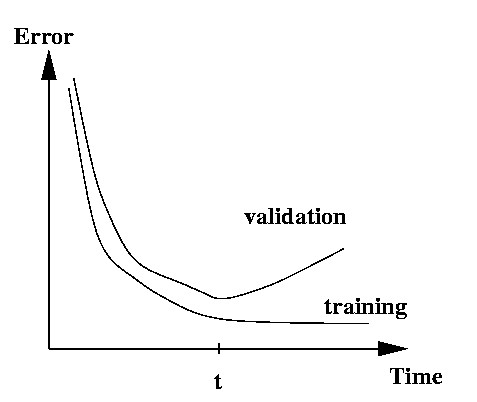 Error
validation
training
t
Time